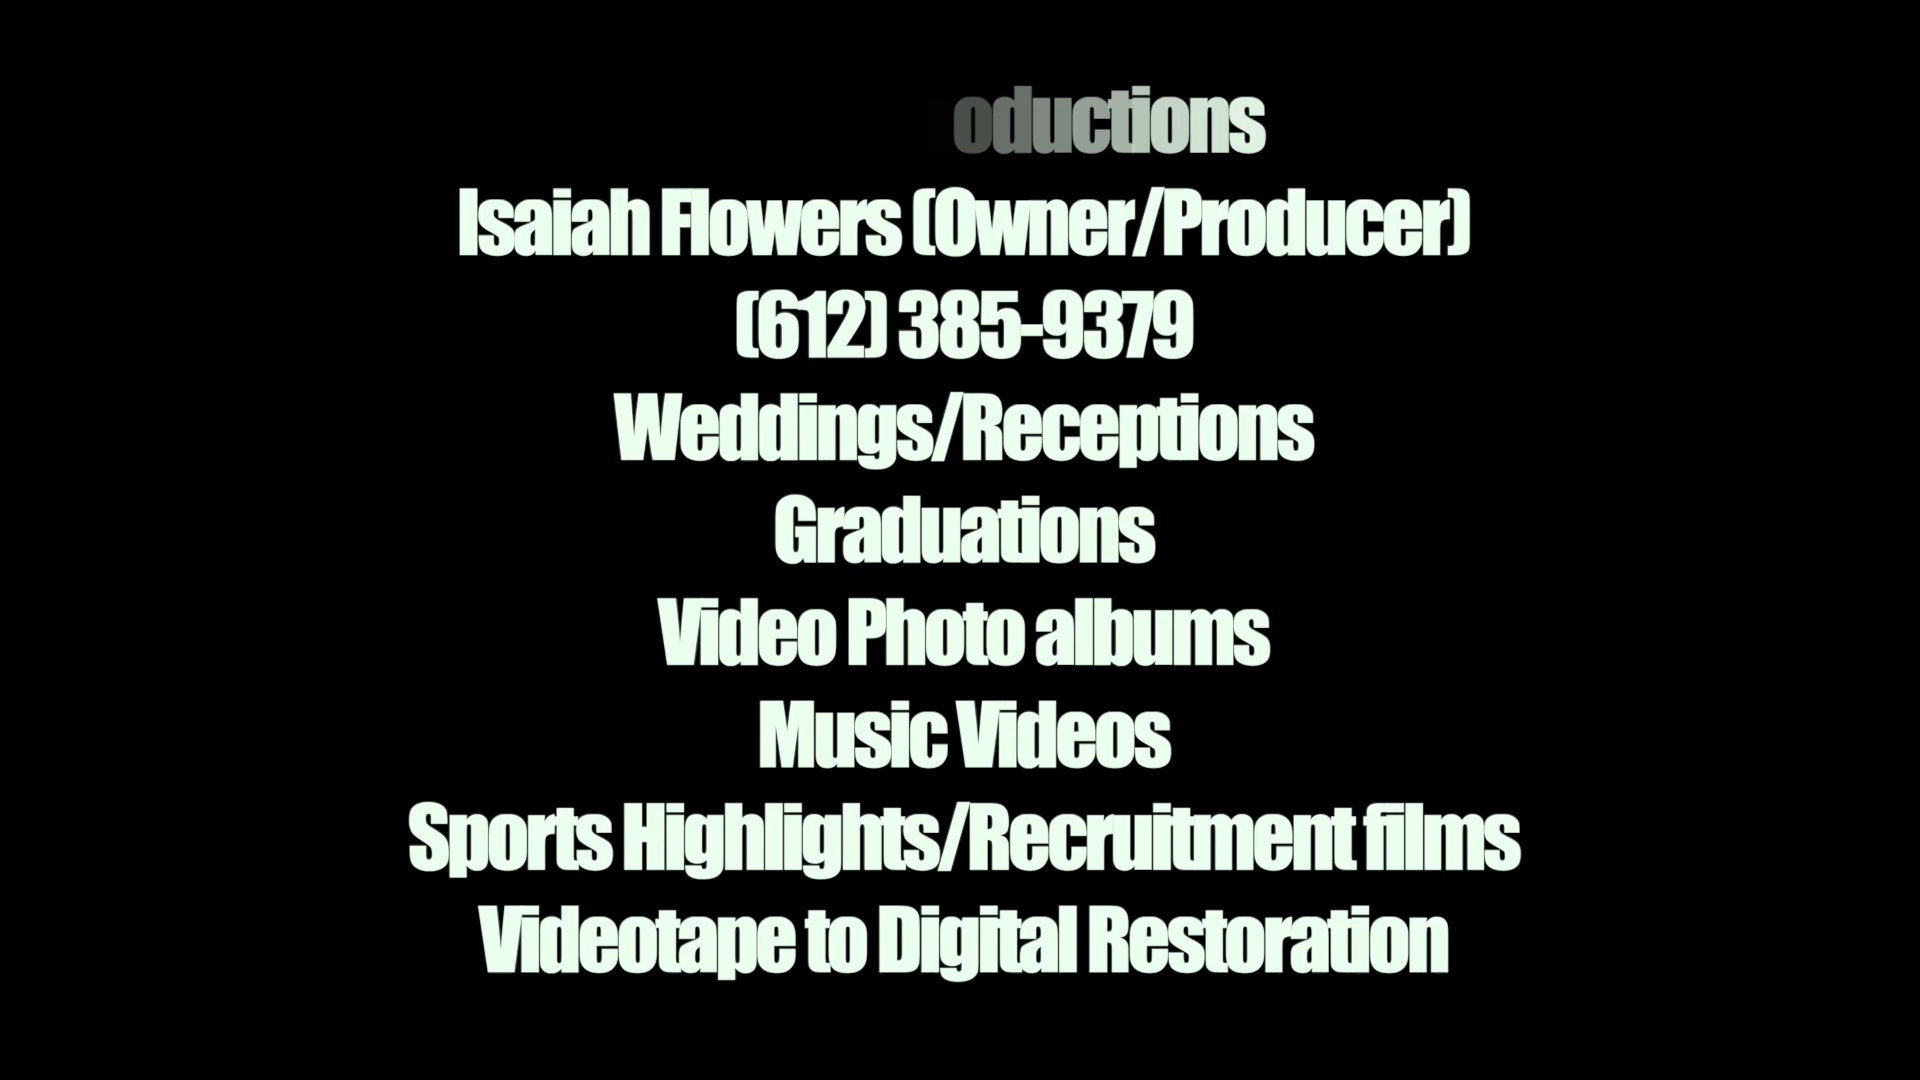 oductions
Isaiah Flowers (Owner/Producer)
(612) 385-9379
Weddings/Receptions
Graduations
Video Photo albums
Music Videos
Sports Highlights/Recruitment films
Videotape to Digital Restoration